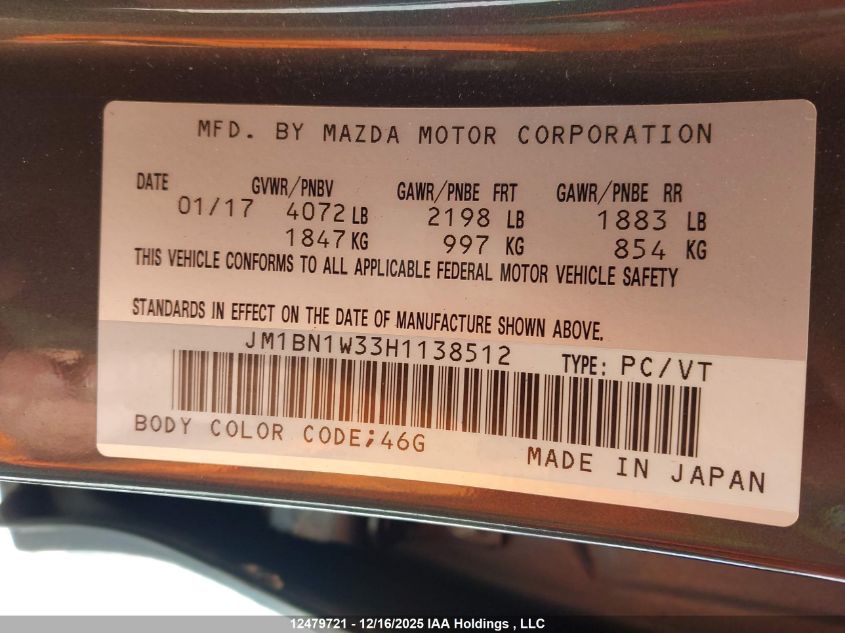 MFD. BY MAZDA MOTOR CORPORATION
DATE GVWR/PNBV GAWR/PNBE FRT GAWR/PNBE RR
01/17 4072 LB 2198 LB 1883 LB
1847 KG 997 KG 854 KG
THIS VEHICLE CONFORMS TO ALL APPLICABLE FEDERAL MOTOR VEHICLE SAFETY
STANDARDS IN EFFECT ON THE DATE OF MANUFACTURE SHOWN ABOVE.
JM1BN1W33H1138512 TYPE: PC/VT
BODY COLOR CODE;46G
MADE IN JAPAN
12479721 - 12/16/2025 IAA Holdings , LLC